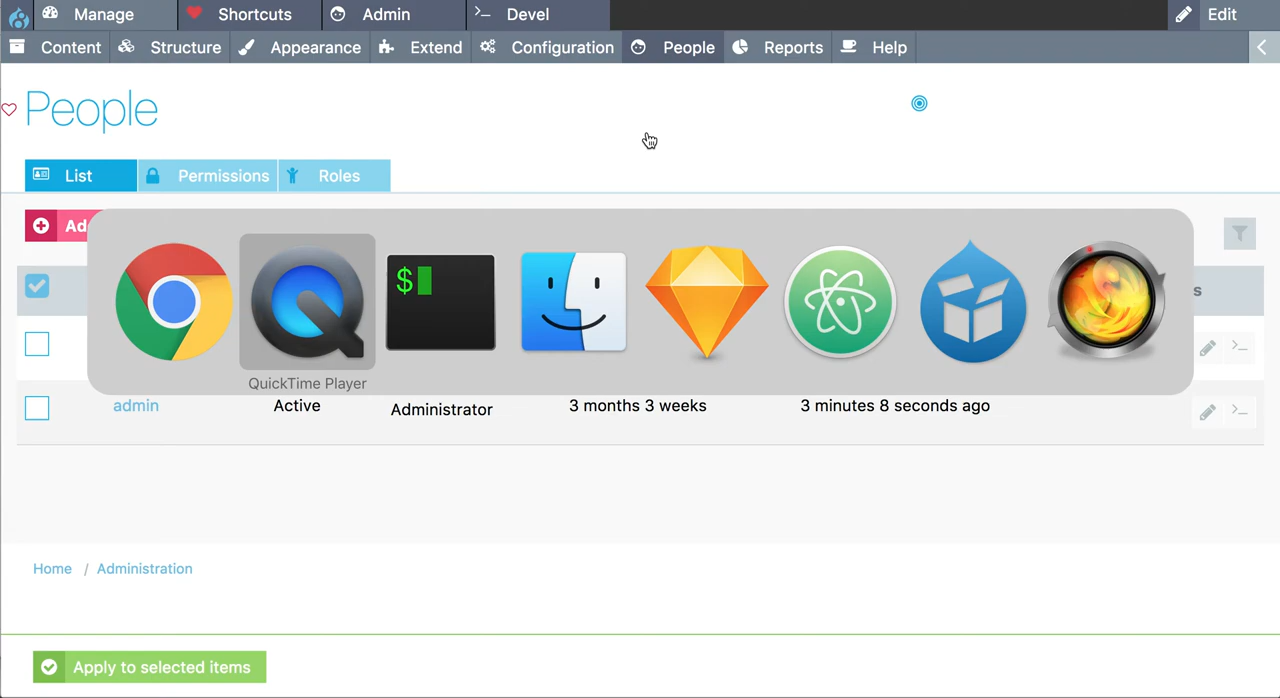 Manage Shortcuts Admin Devel Edit
Content Structure Appearance Extend Configuration People Reports Help
People
List Permissions Roles
Ad
s
$
QuickTime Player
admin Active Administrator 3 months 3 weeks 3 minutes 8 seconds ago
Home / Administration
Apply to selected items